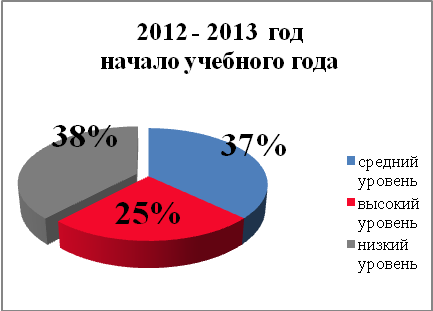 2012 - 2013 год
начало учебного года
38%
37%
25%
средний
уровень
высокий
уровень
низкий
уровень